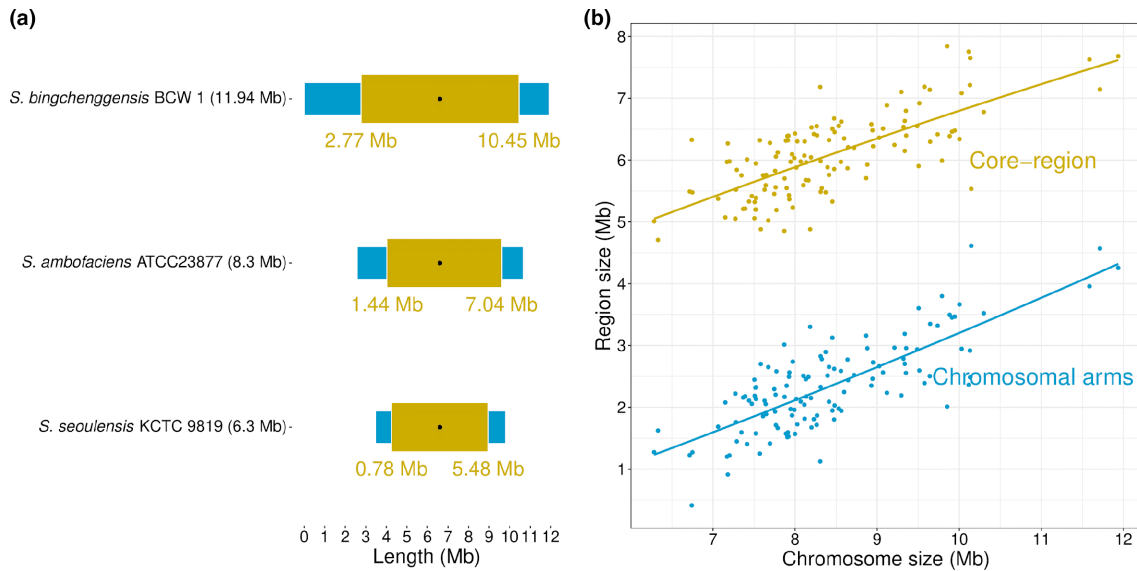 (a)
S. bingchenggensis BCW 1 (11.94 Mb)
2.77 Mb 10.45 Mb
S. ambofaciens ATCC23877 (8.3 Mb)
1.44 Mb 7.04 Mb
S. seoulensis KCTC 9819 (6.3 Mb)
0.78 Mb 5.48 Mb
0 1 2 3 4 5 6 7 8 9 10 11 12
Length (Mb)
(b)
8
7
6
5
4
3
2
1
Region size (Mb)
Core−region
Chromosomal arms
7 8 9 10 11 12
Chromosome size (Mb)